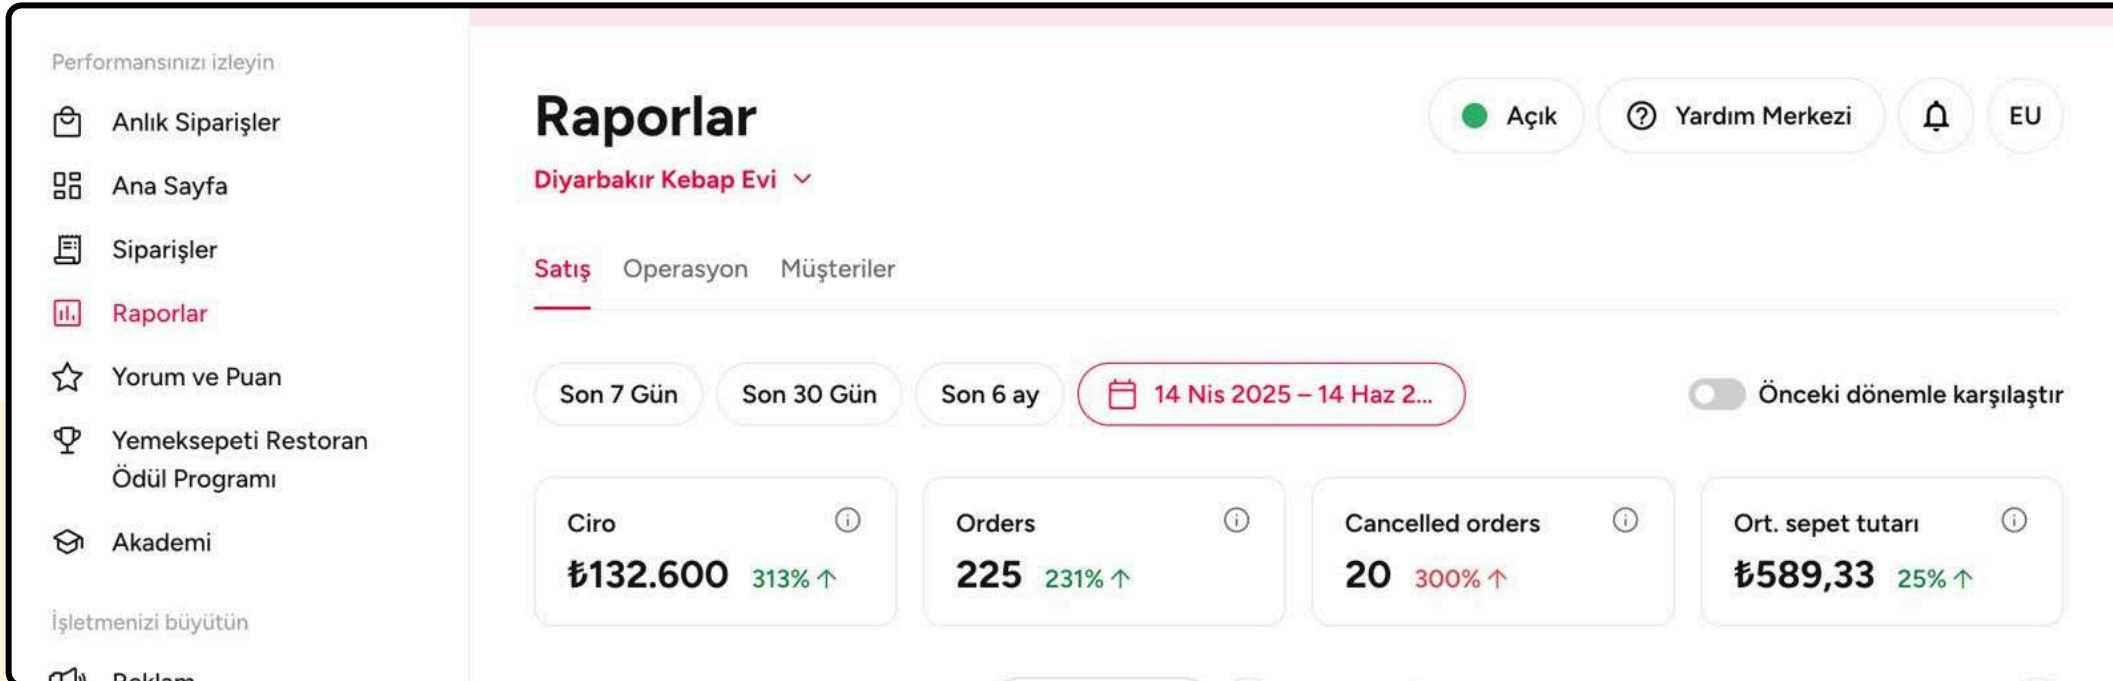 Performansınızı izleyin
Anlık Siparişler
Ana Sayfa
Siparişler
Raporlar
Yorum ve Puan
Yemeksepeti Restoran
Ödül Programı
Akademi
İşletmenizi büyütün
Reklam
Raporlar
Açık
Yardım Merkezi
EU
Diyarbakır Kebap Evi
Satış Operasyon Müşteriler
Son 7 Gün Son 30 Gün Son 6 ay 14 Nis 2025 – 14 Haz 2... Önceki dönemle karşılaştır
Ciro
₺132.600 313% ↑
Orders
225 231% ↑
Cancelled orders
20 300% ↑
Ort. sepet tutarı
₺589,33 25% ↑